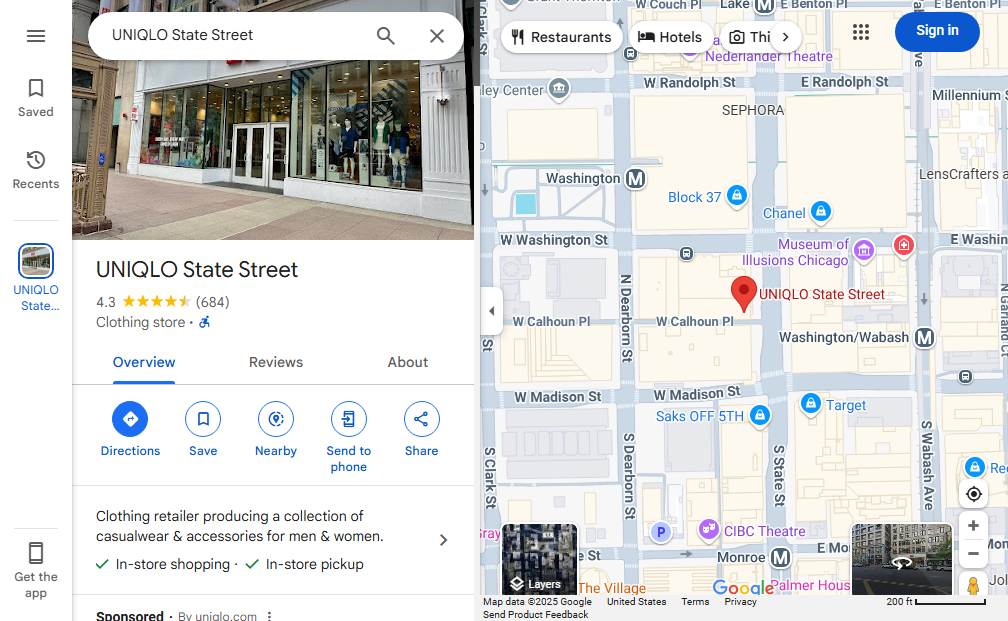 UNIQLO State Street
Saved
Recents
UNIQLO
State...
Get the
app
UNIQLO State Street
4.3 (684)
Clothing store ·
Overview
Reviews
About
Directions
Save
Nearby
Send to
phone
Share
Clothing retailer producing a collection of
casualwear & accessories for men & women.
In-store shopping · In-store pickup
Sponsored · By uniqlo.com
Restaurants
Hotels
Thi
Sign in
W Couch Pl
Lake
E Benton Pl
E Benton Pl
Nederlander Theatre
W Randolph St
E Randolph St
ley Center
SEPHORA
Millennium S
Washington
LensCrafters a
Block 37
Chanel
W Washington St
E Washin
Museum of
Illusions Chicago
N Dearborn St
UNIQLO State Street
W Calhoun Pl
W Calhoun Pl
Washington/Wabash
N Garland Ct
W Madison St
W Madison St
Saks OFF 5TH
Target
S Clark St
S Dearborn St
S State St
S Wabash Ave
P
CIBC Theatre
Monroe
E Mo
Layers
e St
The Village
Google
Palmer Hous
Map data ©2025 Google
United States
Terms
Privacy
200 ft
Send Product Feedback